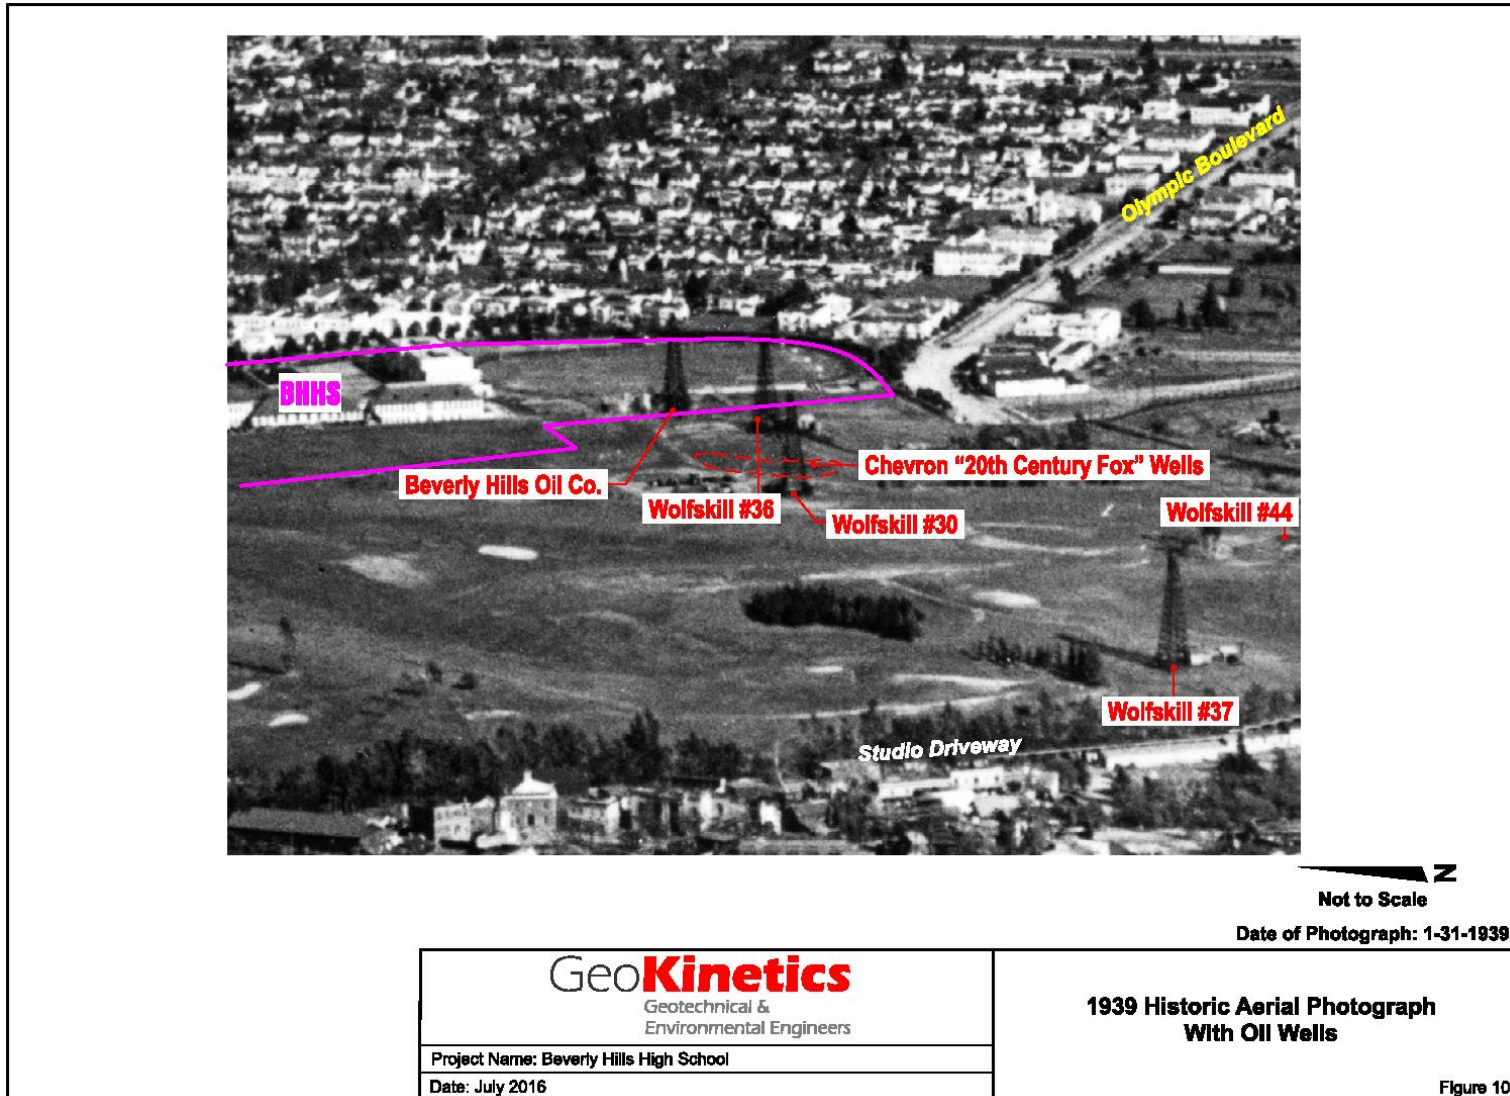 Olympic Boulevard
BHHS
Chevron “20th Century Fox” Wells
Beverly Hills Oil Co.
Wolfskill #36
Wolfskill #30
Wolfskill #44
Wolfskill #37
Studio Driveway
N
Not to Scale
Date of Photograph: 1-31-1939
GeoKinetics
Geotechnical &
Environmental Engineers
Project Name: Beverly Hills High School
Date: July 2016
1939 Historic Aerial Photograph
With Oil Wells
Figure 10